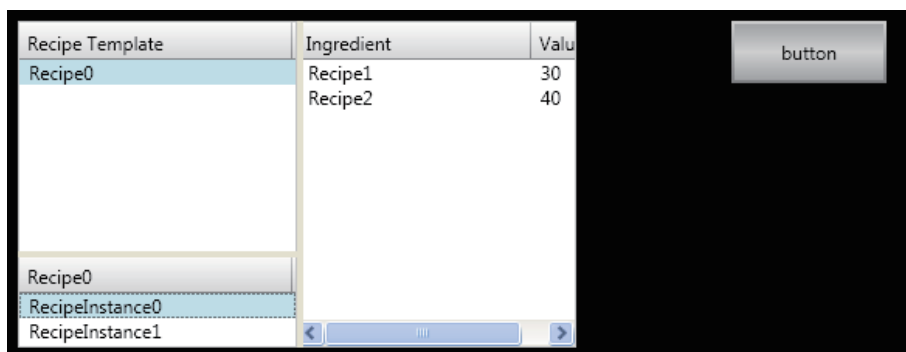 Recipe Template
Recipe0
Recipe0
RecipeInstance0
RecipeInstance1
Ingredient Valu
Recipe1 30
Recipe2 40
button